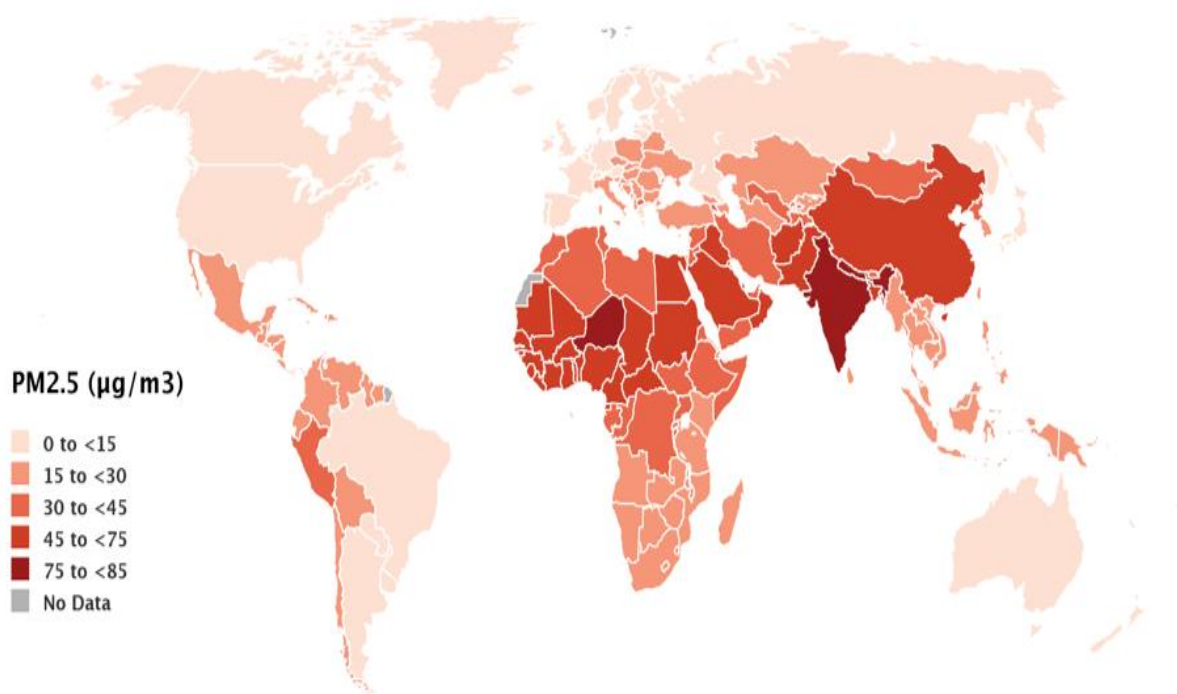 PM2.5 (µg/m3)
0 to <15
15 to <30
30 to <45
45 to <75
75 to <85
No Data